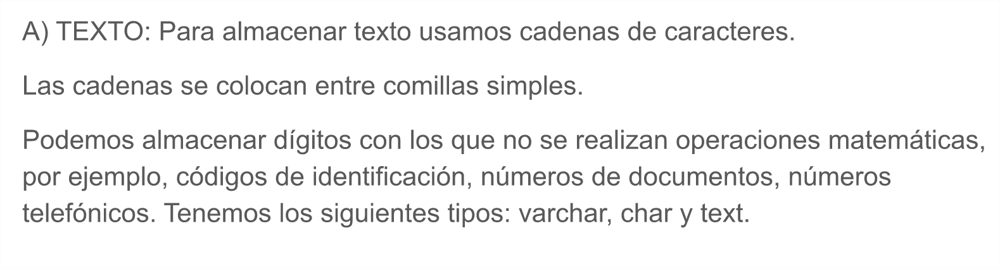 A) TEXTO: Para almacenar texto usamos cadenas de caracteres.
Las cadenas se colocan entre comillas simples.
Podemos almacenar dígitos con los que no se realizan operaciones matemáticas,
por ejemplo, códigos de identificación, números de documentos, números
telefónicos. Tenemos los siguientes tipos: varchar, char y text.